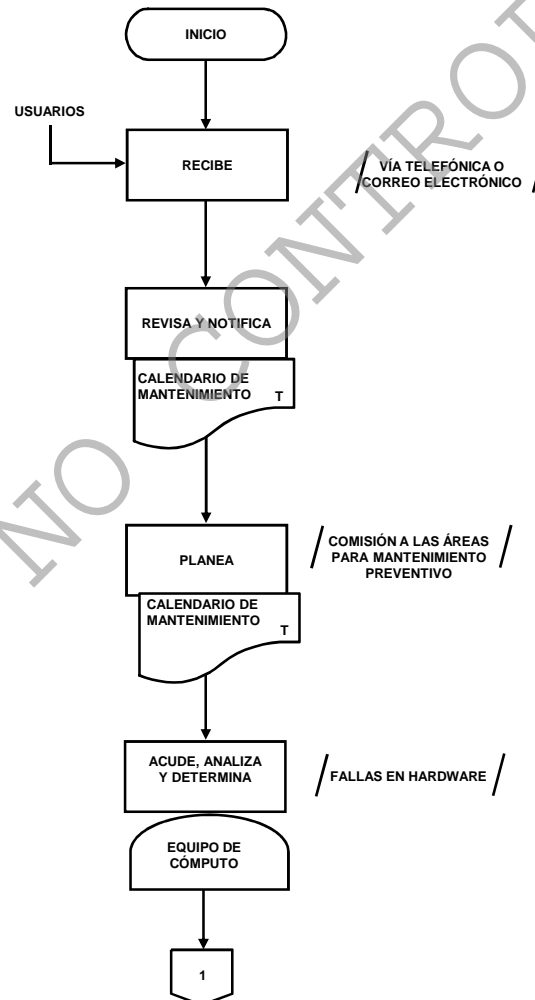 INICIO
USUARIOS
RECIBE
/ VÍA TELEFÓNICA O
CORREO ELECTRÓNICO /
REVISA Y NOTIFICA
CALENDARIO DE
MANTENIMIENTO T
PLANEA
/ COMISIÓN A LAS ÁREAS /
PARA MANTENIMIENTO
PREVENTIVO
CALENDARIO DE
MANTENIMIENTO T
ACUDE, ANALIZA
Y DETERMINA
/ FALLAS EN HARDWARE /
EQUIPO DE
CÓMPUTO
1
NO CONTRO